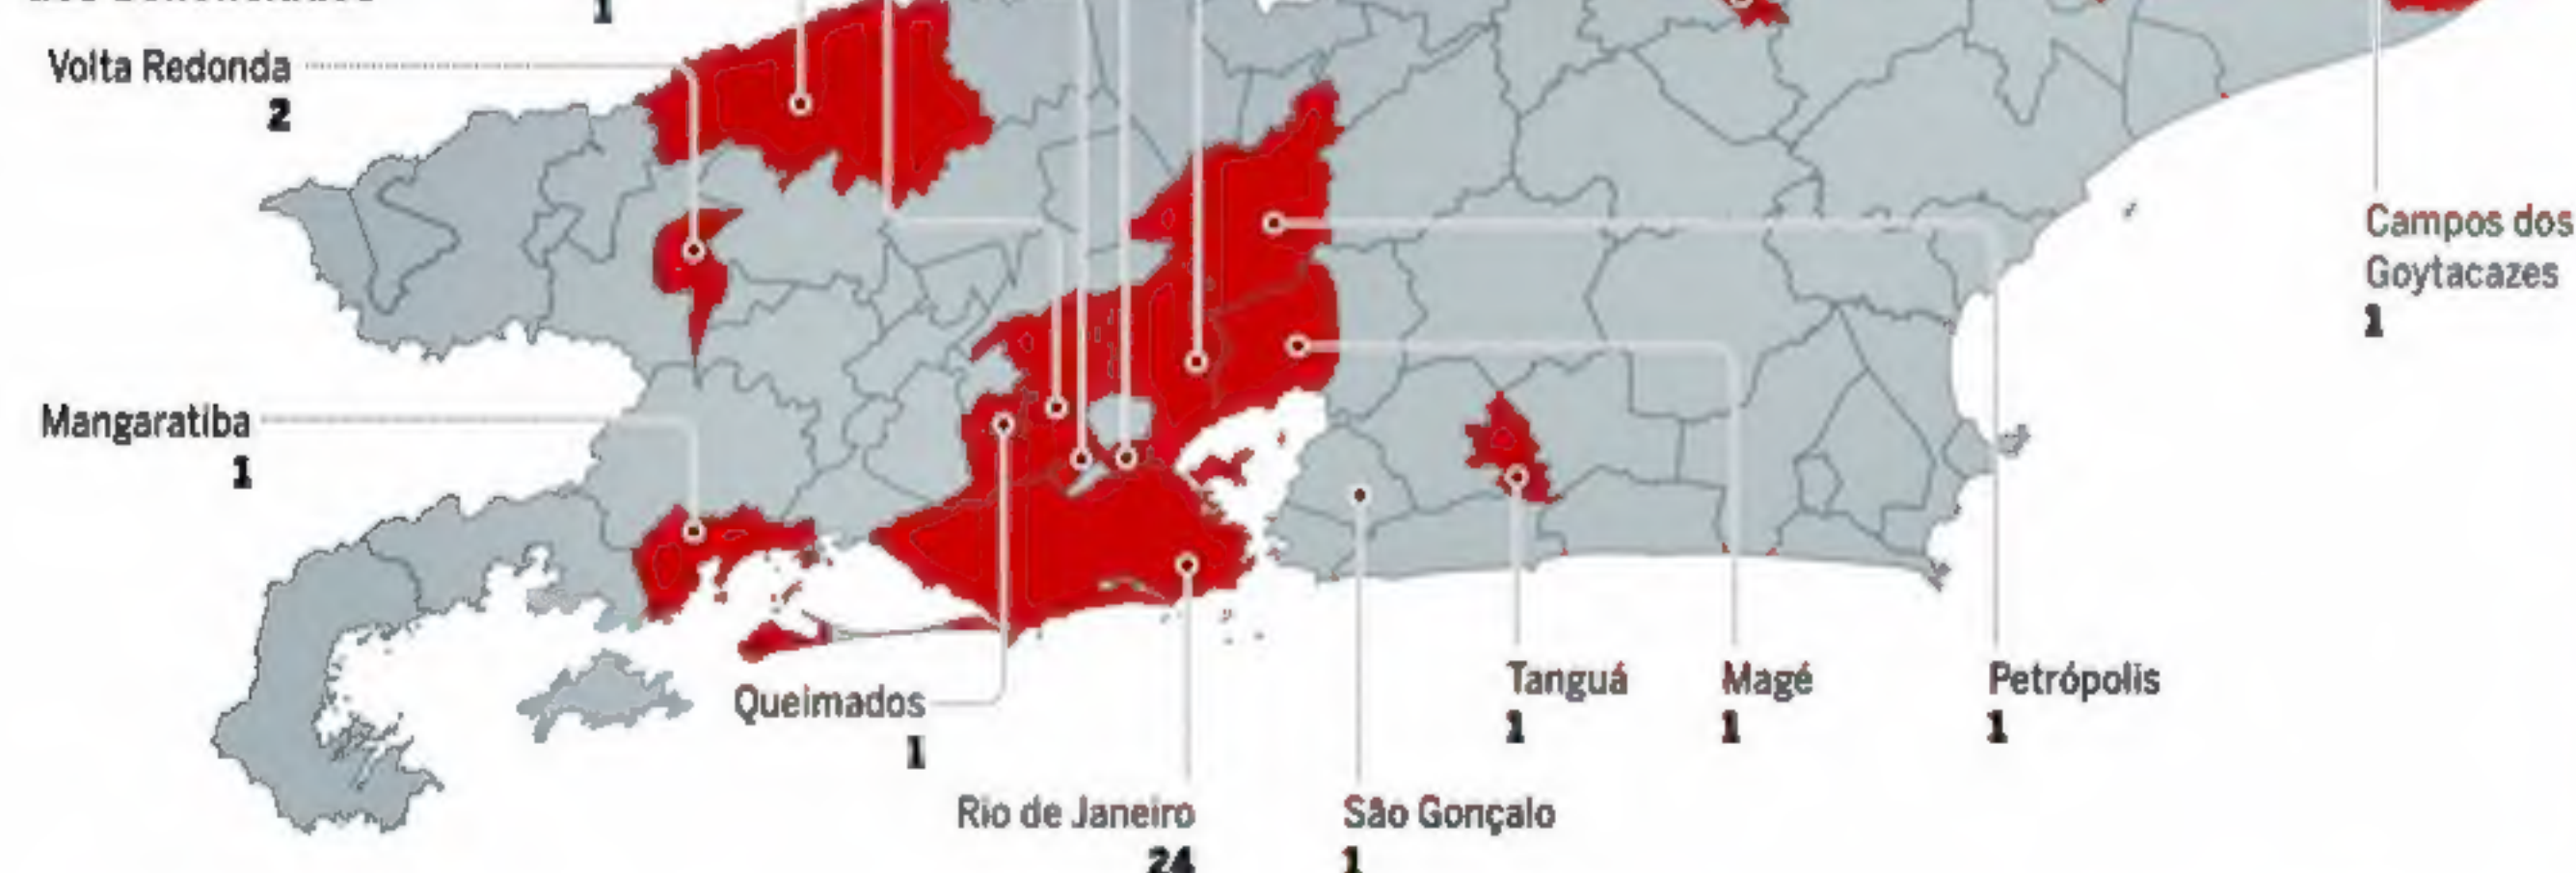 1
Volta Redonda
2
Campos dos
Goytacazes
1
Mangaratiba
1
Queimados
1
Tanguá
1
Magé
1
Petrópolis
1
Rio de Janeiro
24
São Gonçalo
1